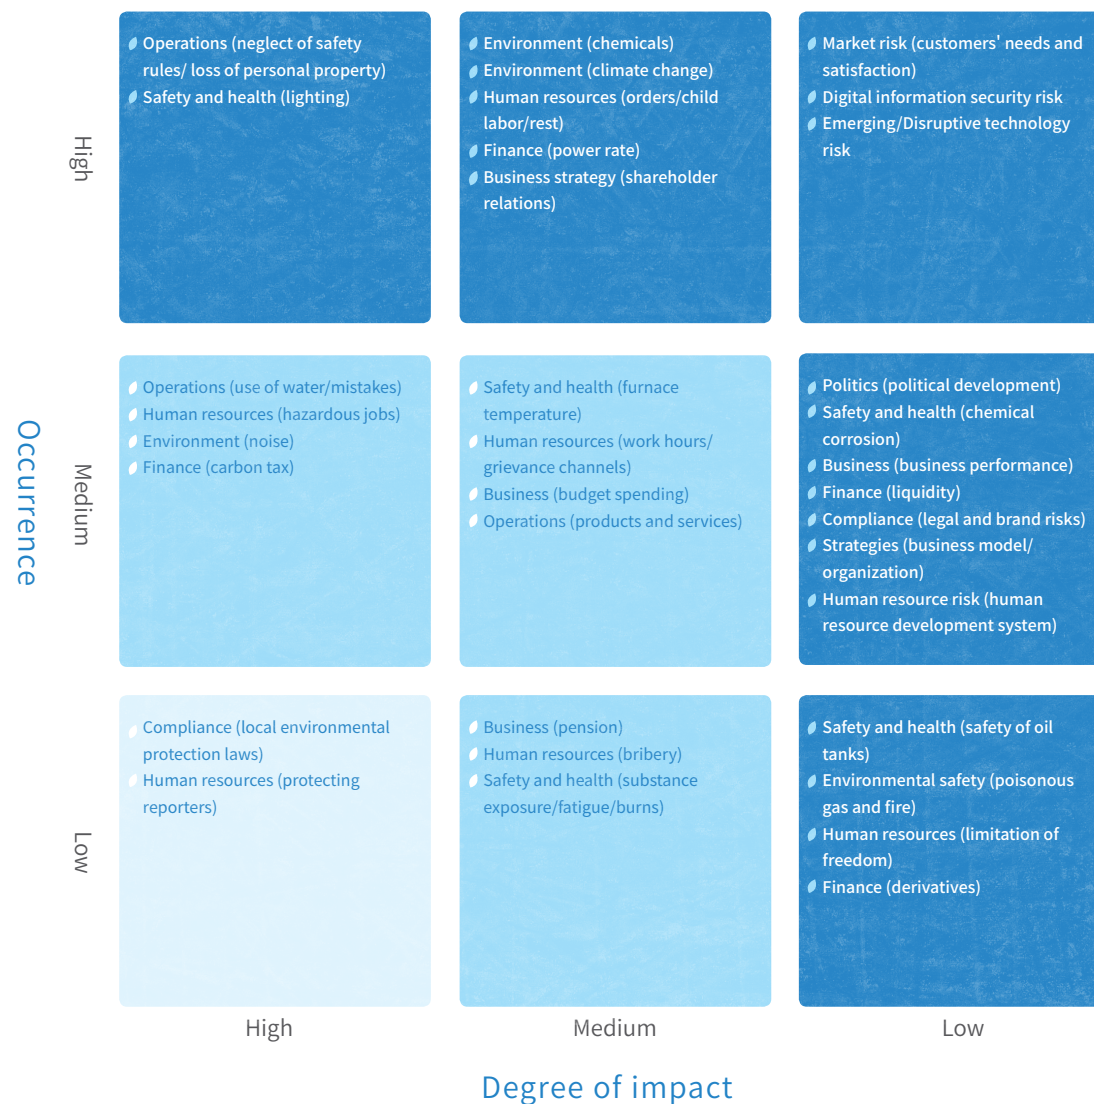 Operations (neglect of safety
rules/ loss of personal property)
Safety and health (lighting)
Environment (chemicals)
Environment (climate change)
Human resources (orders/child
labor/rest)
Finance (power rate)
Business strategy (shareholder
relations)
Market risk (customers' needs and
satisfaction)
Digital information security risk
Emerging/Disruptive technology
risk
High
Operations (use of water/mistakes)
Human resources (hazardous jobs)
Environment (noise)
Finance (carbon tax)
Safety and health (furnace
temperature)
Human resources (work hours/
grievance channels)
Business (budget spending)
Operations (products and services)
Politics (political development)
Safety and health (chemical
corrosion)
Business (business performance)
Finance (liquidity)
Compliance (legal and brand risks)
Strategies (business model/
organization)
Human resource risk (human
resource development system)
Occurrence
Medium
Compliance (local environmental
protection laws)
Human resources (protecting
reporters)
Business (pension)
Human resources (bribery)
Safety and health (substance
exposure/fatigue/burns)
Safety and health (safety of oil
tanks)
Environmental safety (poisonous
gas and fire)
Human resources (limitation of
freedom)
Finance (derivatives)
Low
High
Medium
Low
Degree of impact